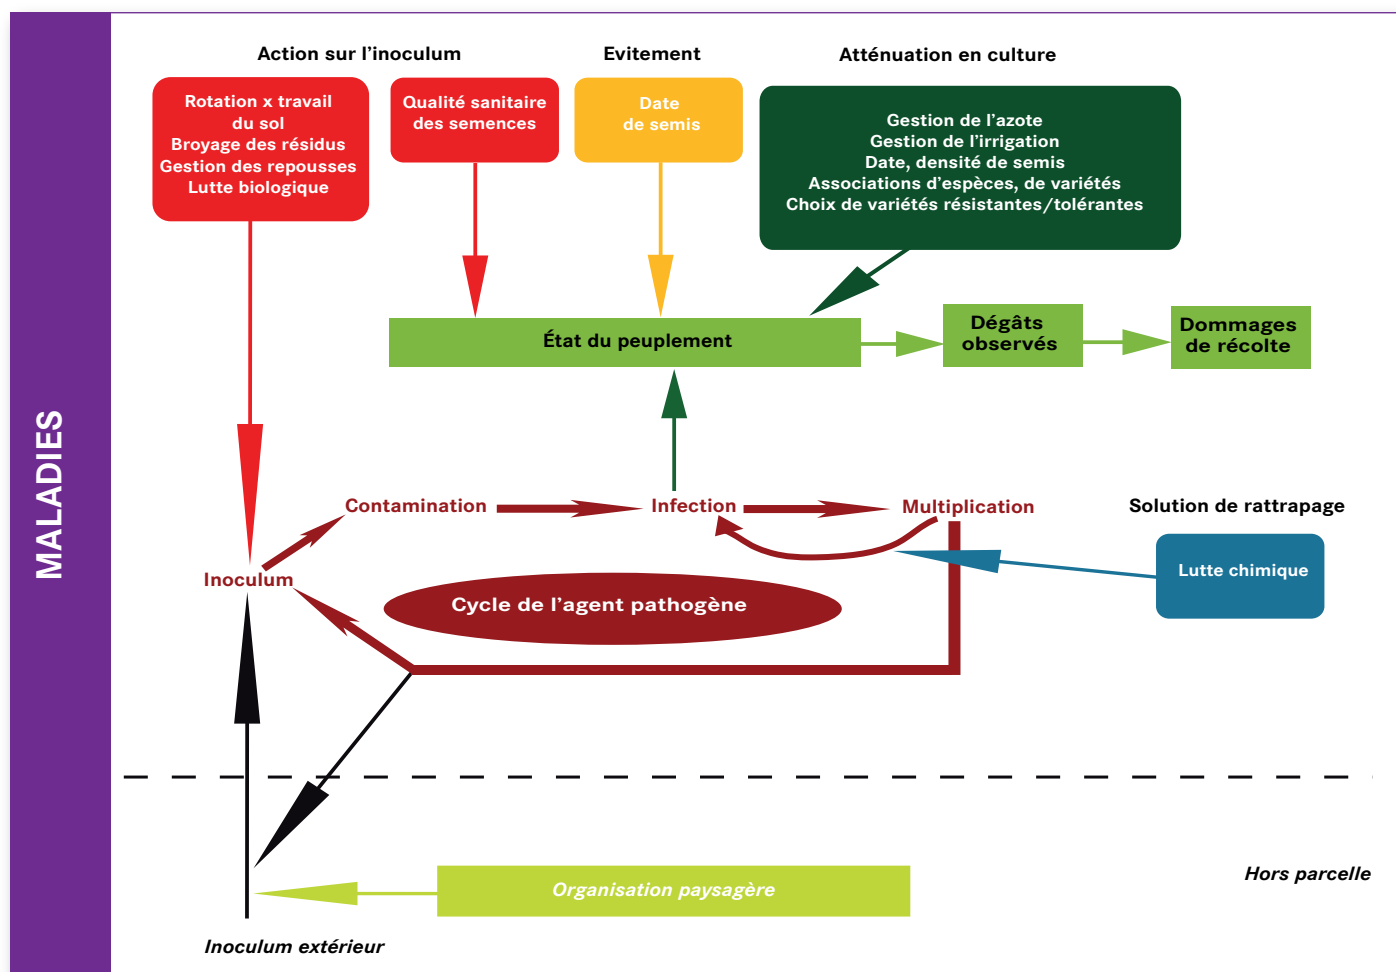 MALADIES
Action sur l’inoculum
Evitement
Atténuation en culture
Rotation x travail
du sol
Broyage des résidus
Gestion des repousses
Lutte biologique
Qualité sanitaire
des semences
Date
de semis
Gestion de l’azote
Gestion de l’irrigation
Date, densité de semis
Associations d’espèces, de variétés
Choix de variétés résistantes/tolérantes
État du peuplement
Dégâts
observés
Dommages
de récolte
Contamination
Infection
Multiplication
Solution de rattrapage
Inoculum
Lutte chimique
Cycle de l’agent pathogène
Hors parcelle
Organisation paysagère
Inoculum extérieur